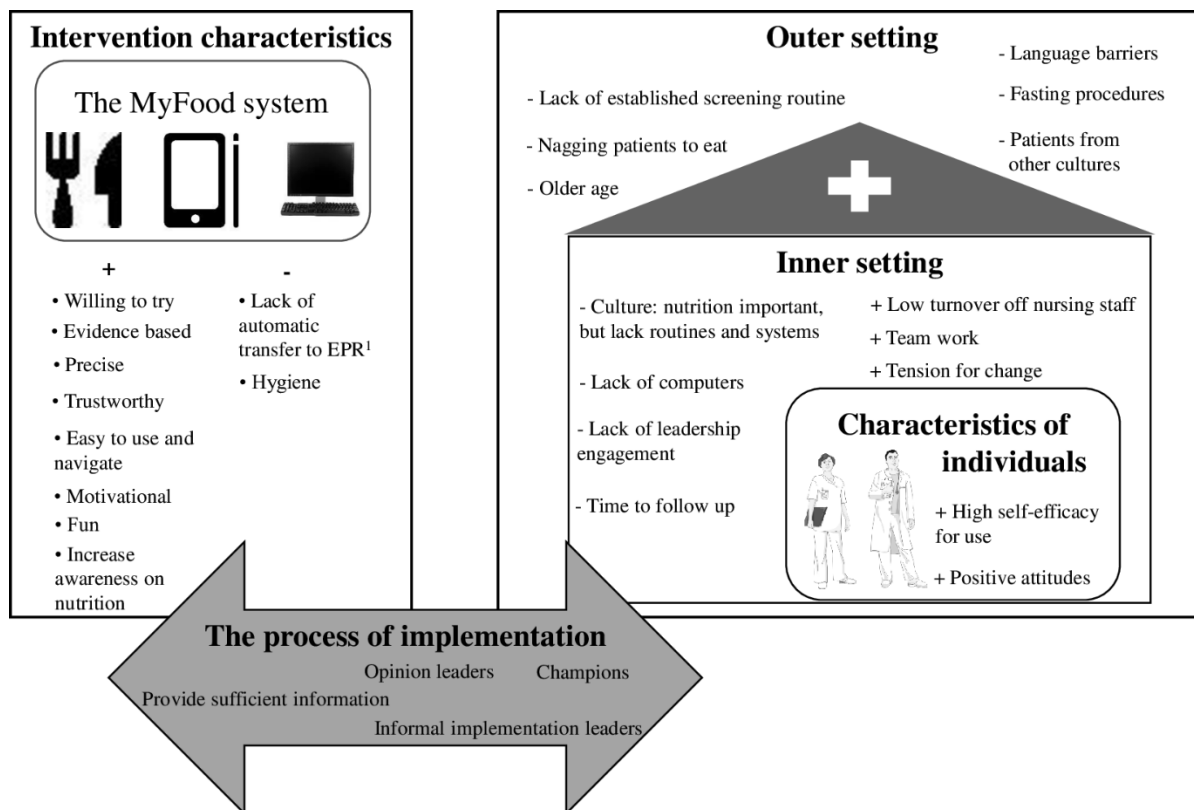 Intervention characteristics
The MyFood system
+
• Willing to try
• Evidence based
• Precise
• Trustworthy
• Easy to use and
navigate
• Motivational
• Fun
• Increase
awareness on
nutrition
-
• Lack of
automatic
transfer to EPR¹
• Hygiene
Outer setting
- Lack of established screening routine
- Nagging patients to eat
- Older age
- Language barriers
- Fasting procedures
- Patients from
other cultures
Inner setting
- Culture: nutrition important,
but lack routines and systems
- Lack of computers
- Lack of leadership
engagement
- Time to follow up
+ Low turnover off nursing staff
+ Team work
+ Tension for change
Characteristics of
individuals
+ High self-efficacy
for use
+ Positive attitudes
The process of implementation
Opinion leaders
Champions
Provide sufficient information
Informal implementation leaders